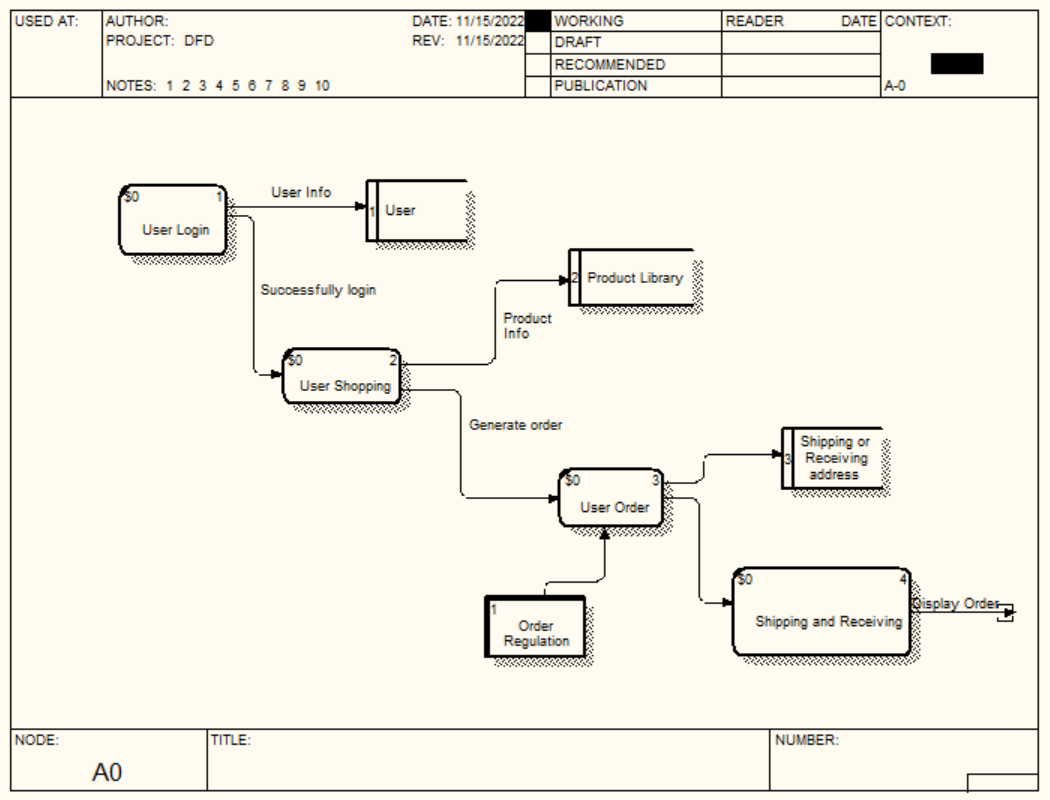 USED AT:
AUTHOR:
DATE: 11/15/2022
WORKING
READER
DATE
CONTEXT:
PROJECT: DFD
REV: 11/15/2022
DRAFT
RECOMMENDED
NOTES: 1 2 3 4 5 6 7 8 9 10
PUBLICATION
A-0
$0
1
User Login
User Info
1
User
Successfully login
2
Product Library
Product
Info
$0
2
User Shopping
Generate order
3
Shipping or
Receiving
address
$0
3
User Order
1
Order
Regulation
$0
4
Shipping and Receiving
Display Order
NODE:
A0
TITLE:
NUMBER: